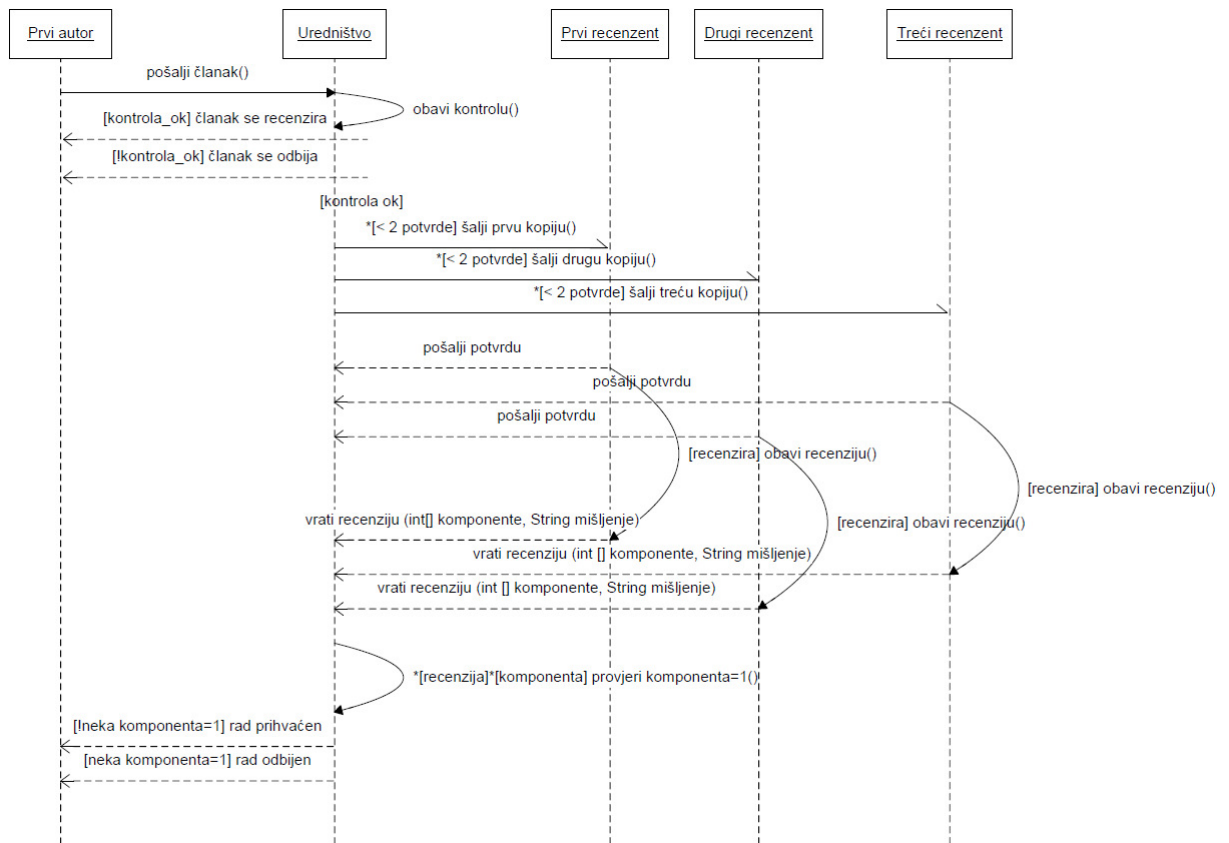 Prvi autor
Uredništvo
Prvi recenzent
Drugi recenzent
Treći recenzent
pošalji članak()
obavi kontrolu()
[kontrola_ok] članak se recenzira
[!kontrola_ok] članak se odbija
[kontrola ok]
*[< 2 potvrde] šalji prvu kopiju()
*[< 2 potvrde] šalji drugu kopiju()
*[< 2 potvrde] šalji treću kopiju()
pošalji potvrdu
pošalji potvrdu
pošalji potvrdu
[recenzira] obavi recenziju()
[recenzira] obavi recenziju()
vrati recenziju (int[] komponente, String mišljenje)
[recenzira] obavi recenziju()
vrati recenziju (int [] komponente, String mišljenje)
vrati recenziju (int [] komponente, String mišljenje)
*[recenzija]*[komponenta] provjeri komponenta=1()
[!neka komponenta=1] rad prihvaćen
[neka komponenta=1] rad odbijen